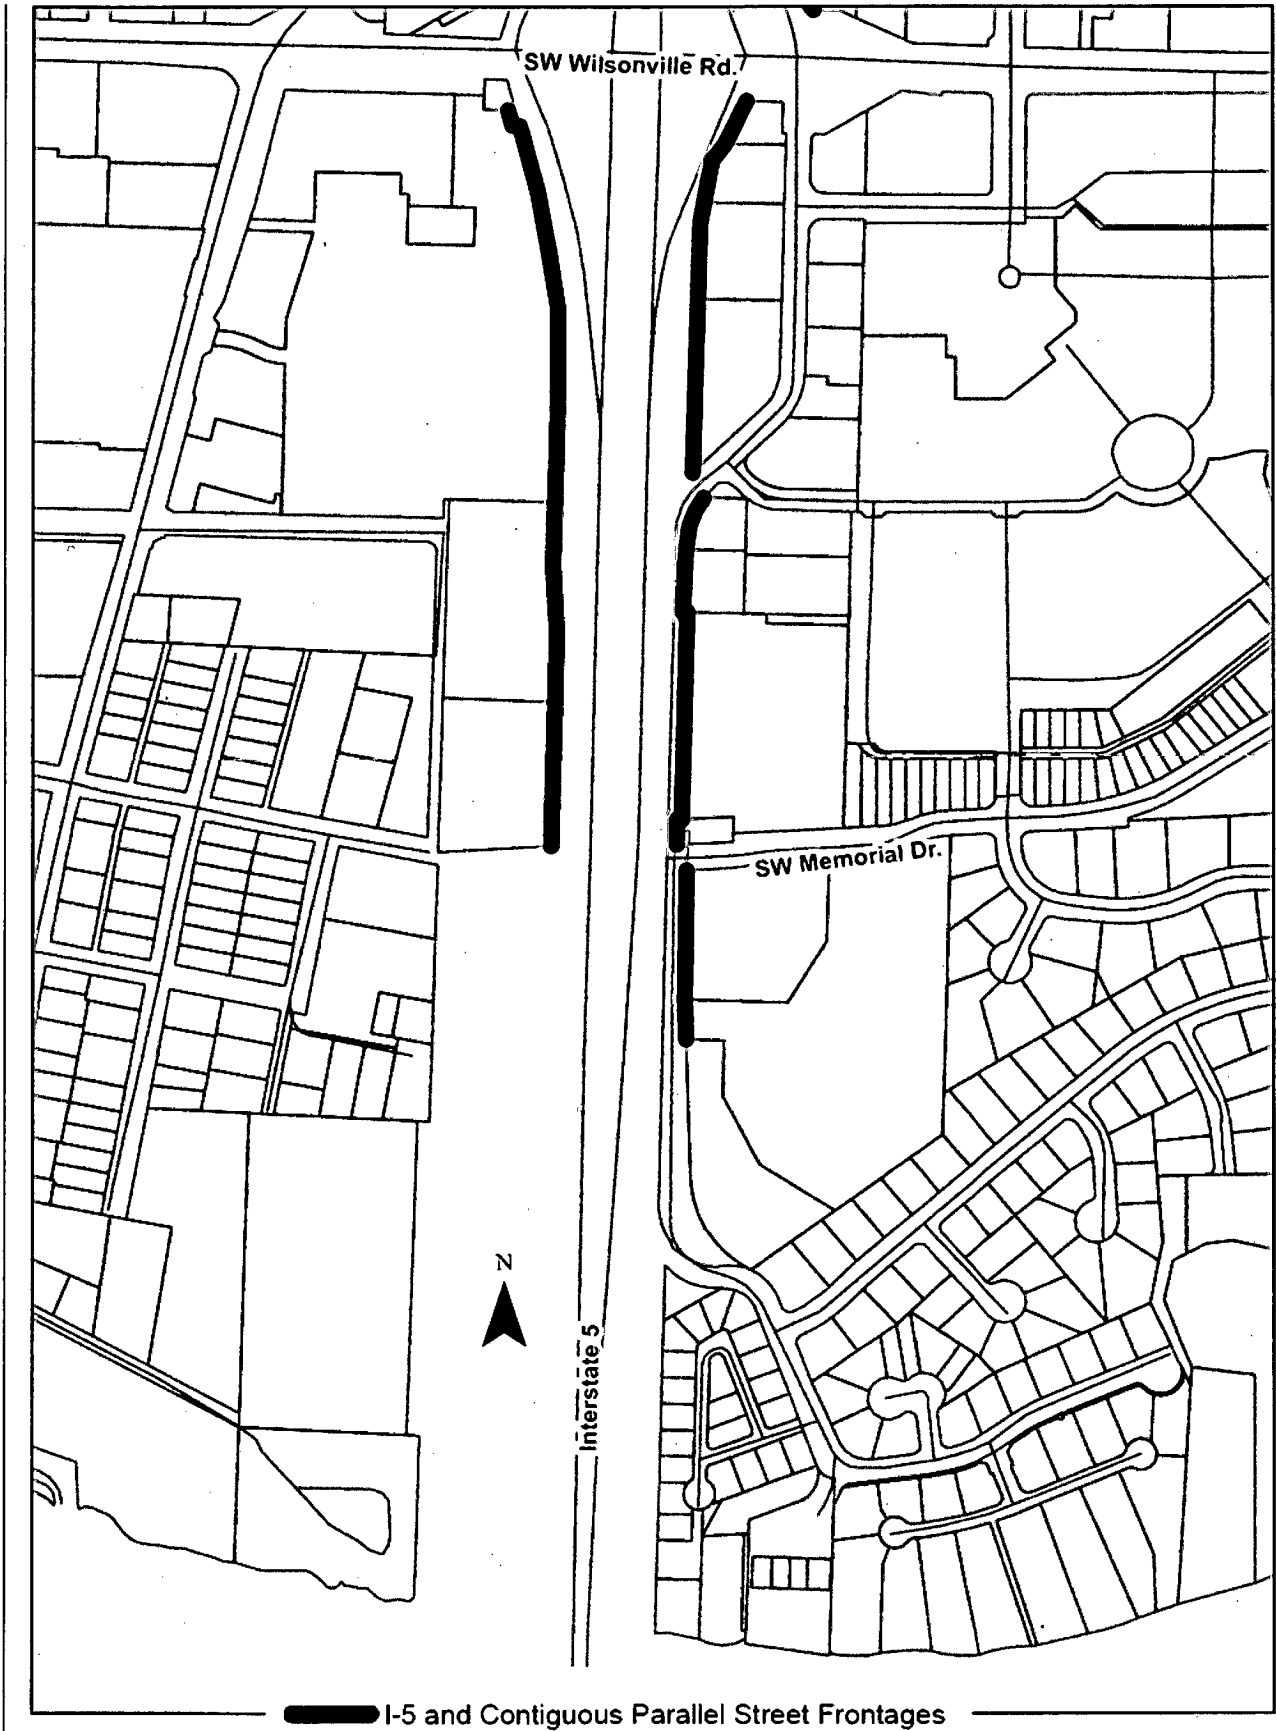 SW Wilsonville Rd.
SW Memorial Dr.
N
Interstate 5
I-5 and Contiguous Parallel Street Frontages